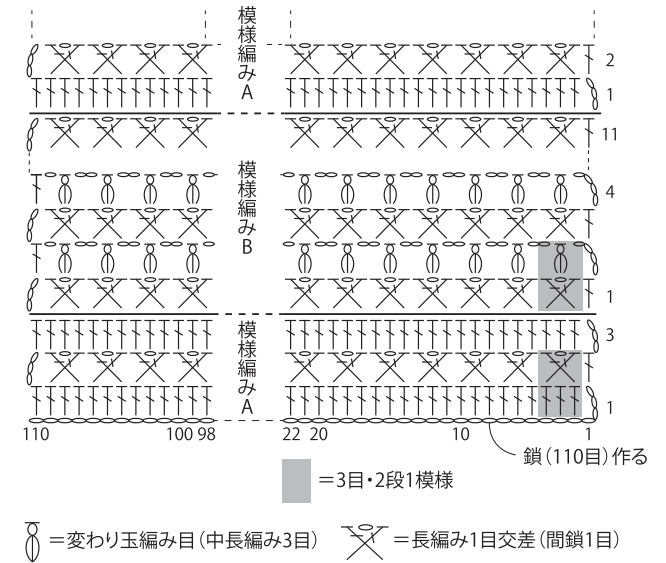 模様編みA
2
1
11
模様編みB
4
1
模様編みA
3
1
110 100 98 22 20 10 1
鎖(110目)作る
=3目・2段1模様
=変わり玉編み目(中長編み3目)
=長編み1目交差(間鎖1目)